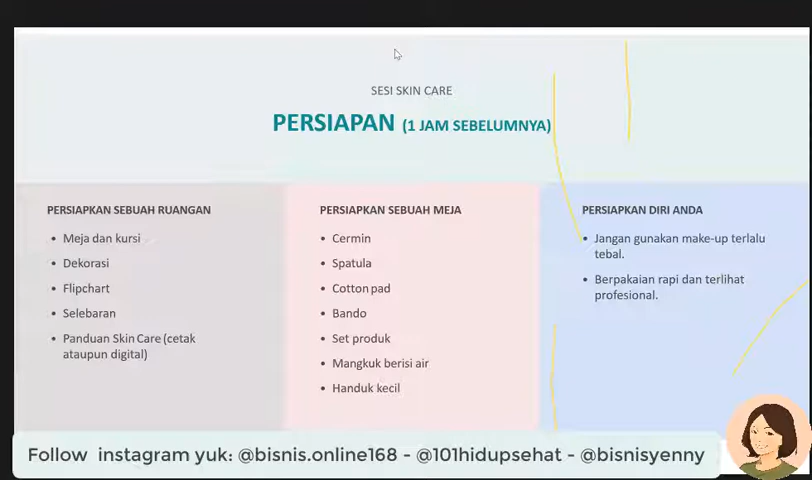 SESI SKIN CARE
PERSIAPAN (1 JAM SEBELUMNYA)
PERSIAPKAN SEBUAH RUANGAN
• Meja dan kursi
• Dekorasi
• Flipchart
• Selebaran
• Panduan Skin Care (cetak
ataupun digital)
PERSIAPKAN SEBUAH MEJA
• Cermin
• Spatula
• Cotton pad
• Bando
• Set produk
• Mangkuk berisi air
• Handuk kecil
PERSIAPKAN DIRI ANDA
• Jangan gunakan make-up terlalu
tebal.
• Berpakaian rapi dan terlihat
profesional.
Follow instagram yuk: @bisnis.online168 - @101hidupsehat - @bisnisyenny